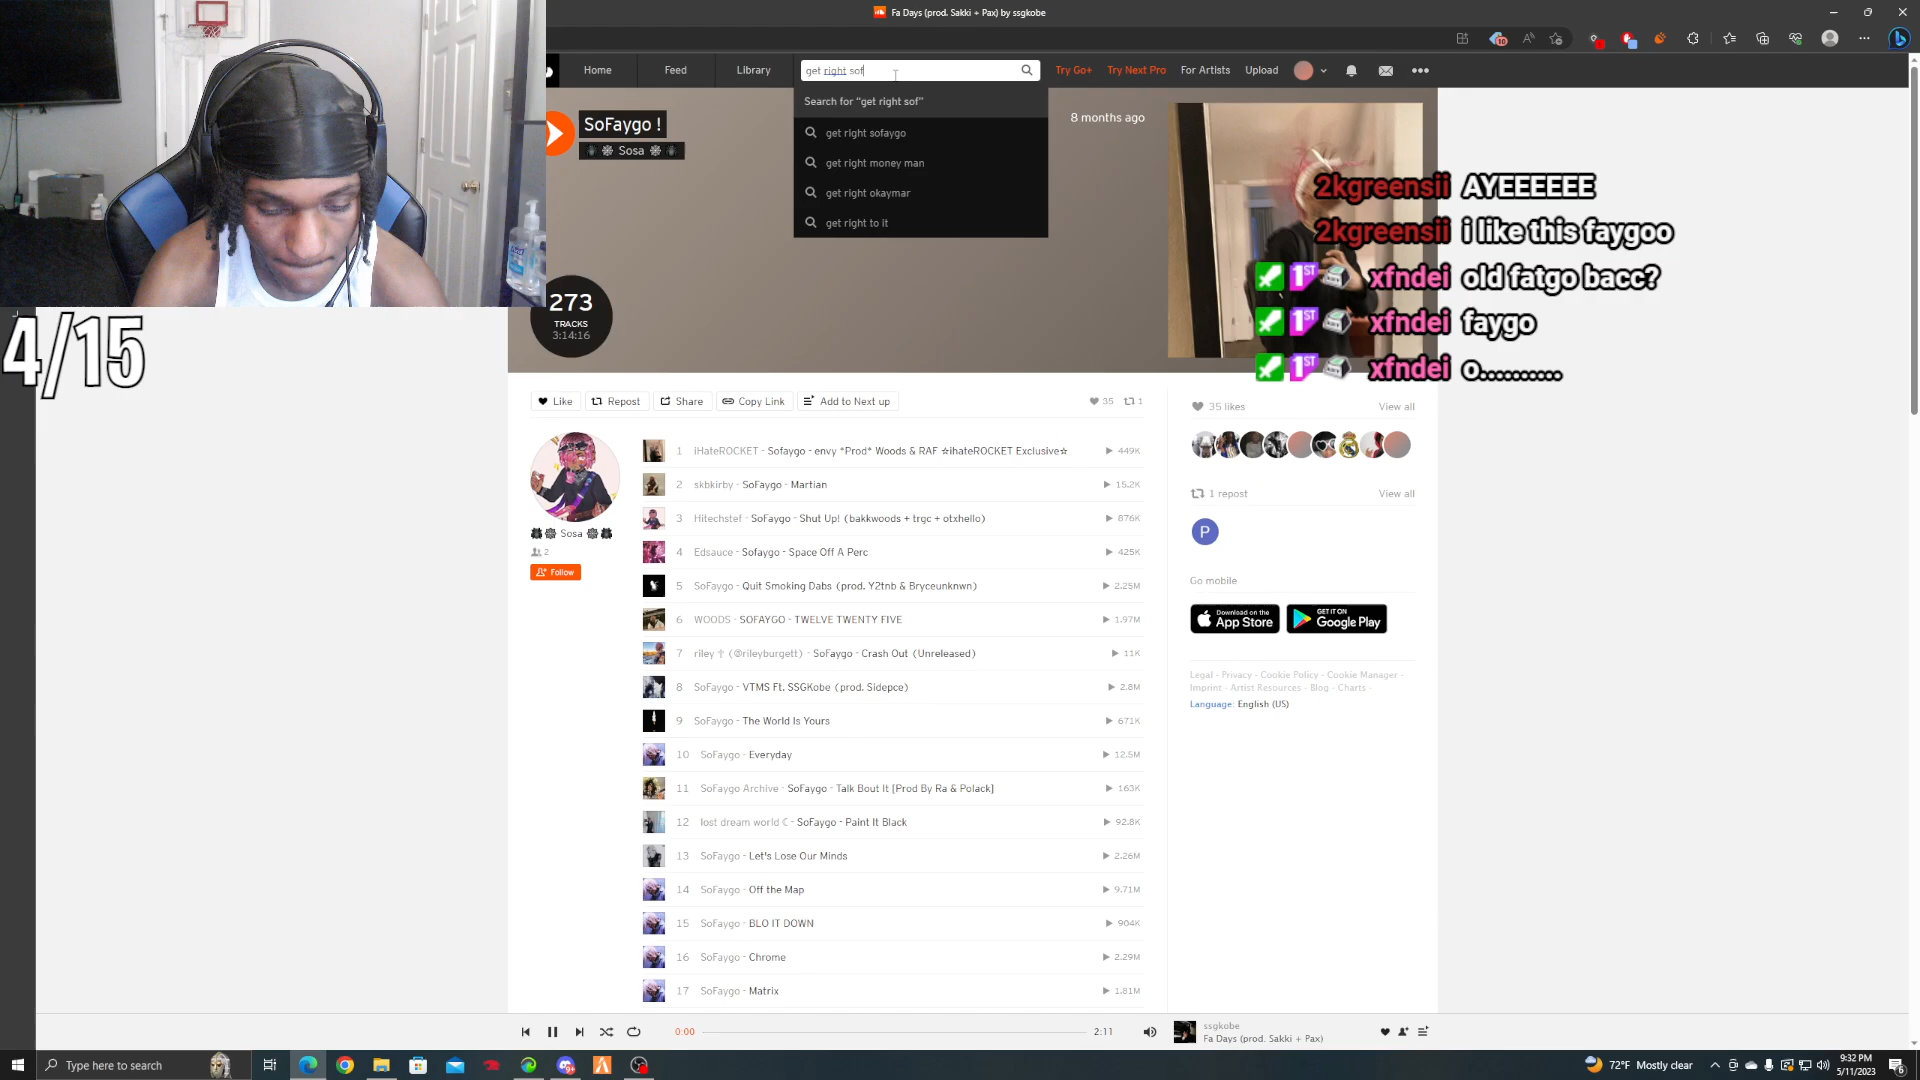 Fa Days (prod. Sakki + Pax) by ssgkobe
Home
Feed
Library
get right sof
Try Go+
Try Next Pro
For Artists
Upload
Search for "get right sof"
get right sofaygo
get right money man
get right okaymar
get right to it
SoFaygo !
Sosa
8 months ago
273
TRACKS
3:14:16
4/15
2kgreensii AYEEEEEE
2kgreensii i like this faygoo
1ST xfndei old fatgo bacc?
1ST xfndei faygo
1ST xfndei o..........
Like
Repost
Share
Copy Link
Add to Next up
35
1
Sosa
2
Follow
1 iHateROCKET - Sofaygo - envy *Prod* Woods & RAF ☆ihateROCKET Exclusive☆ 449K
2 skbkirby - SoFaygo - Martian 15.2K
3 Hitechstef - SoFaygo - Shut Up! (bakkwoods + trgc + otxhello) 876K
4 Edsauce - Sofaygo - Space Off A Perc 425K
5 SoFaygo - Quit Smoking Dabs (prod. Y2tnb & Bryceunknwn) 2.25M
6 WOODS - SOFAYGO - TWELVE TWENTY FIVE 1.97M
7 riley † (@rileyburgett) - SoFaygo - Crash Out (Unreleased) 11K
8 SoFaygo - VTMS Ft. SSGKobe (prod. Sidepce) 2.8M
9 SoFaygo - The World Is Yours 671K
10 SoFaygo - Everyday 12.5M
11 SoFaygo Archive - SoFaygo - Talk Bout It [Prod By Ra & Polack] 163K
12 lost dream world ☾ - SoFaygo - Paint It Black 92.8K
13 SoFaygo - Let's Lose Our Minds 2.26M
14 SoFaygo - Off the Map 9.71M
15 SoFaygo - BLO IT DOWN 904K
16 SoFaygo - Chrome 2.29M
17 SoFaygo - Matrix 1.81M
35 likes
View all
1 repost
View all
P
Go mobile
Download on the App Store
GET IT ON Google Play
Legal - Privacy - Cookie Policy - Cookie Manager -
Imprint - Artist Resources - Blog - Charts -
Language: English (US)
0:00
2:11
ssgkobe
Fa Days (prod. Sakki + Pax)
Type here to search
72°F Mostly clear
9:32 PM
5/11/2023